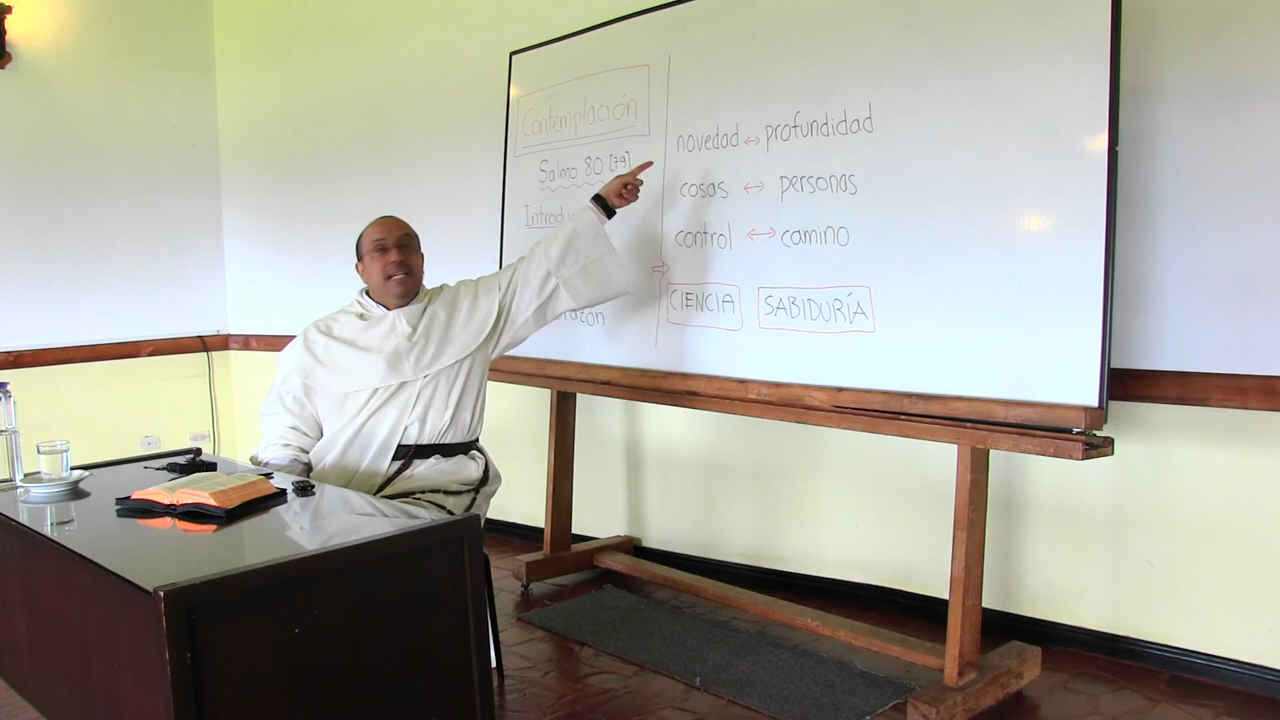 Contemplación
Salmo 80 [79]
novedad ↔ profundidad
cosas ↔ personas
control ↔ camino
⇨
CIENCIA SABIDURÍA